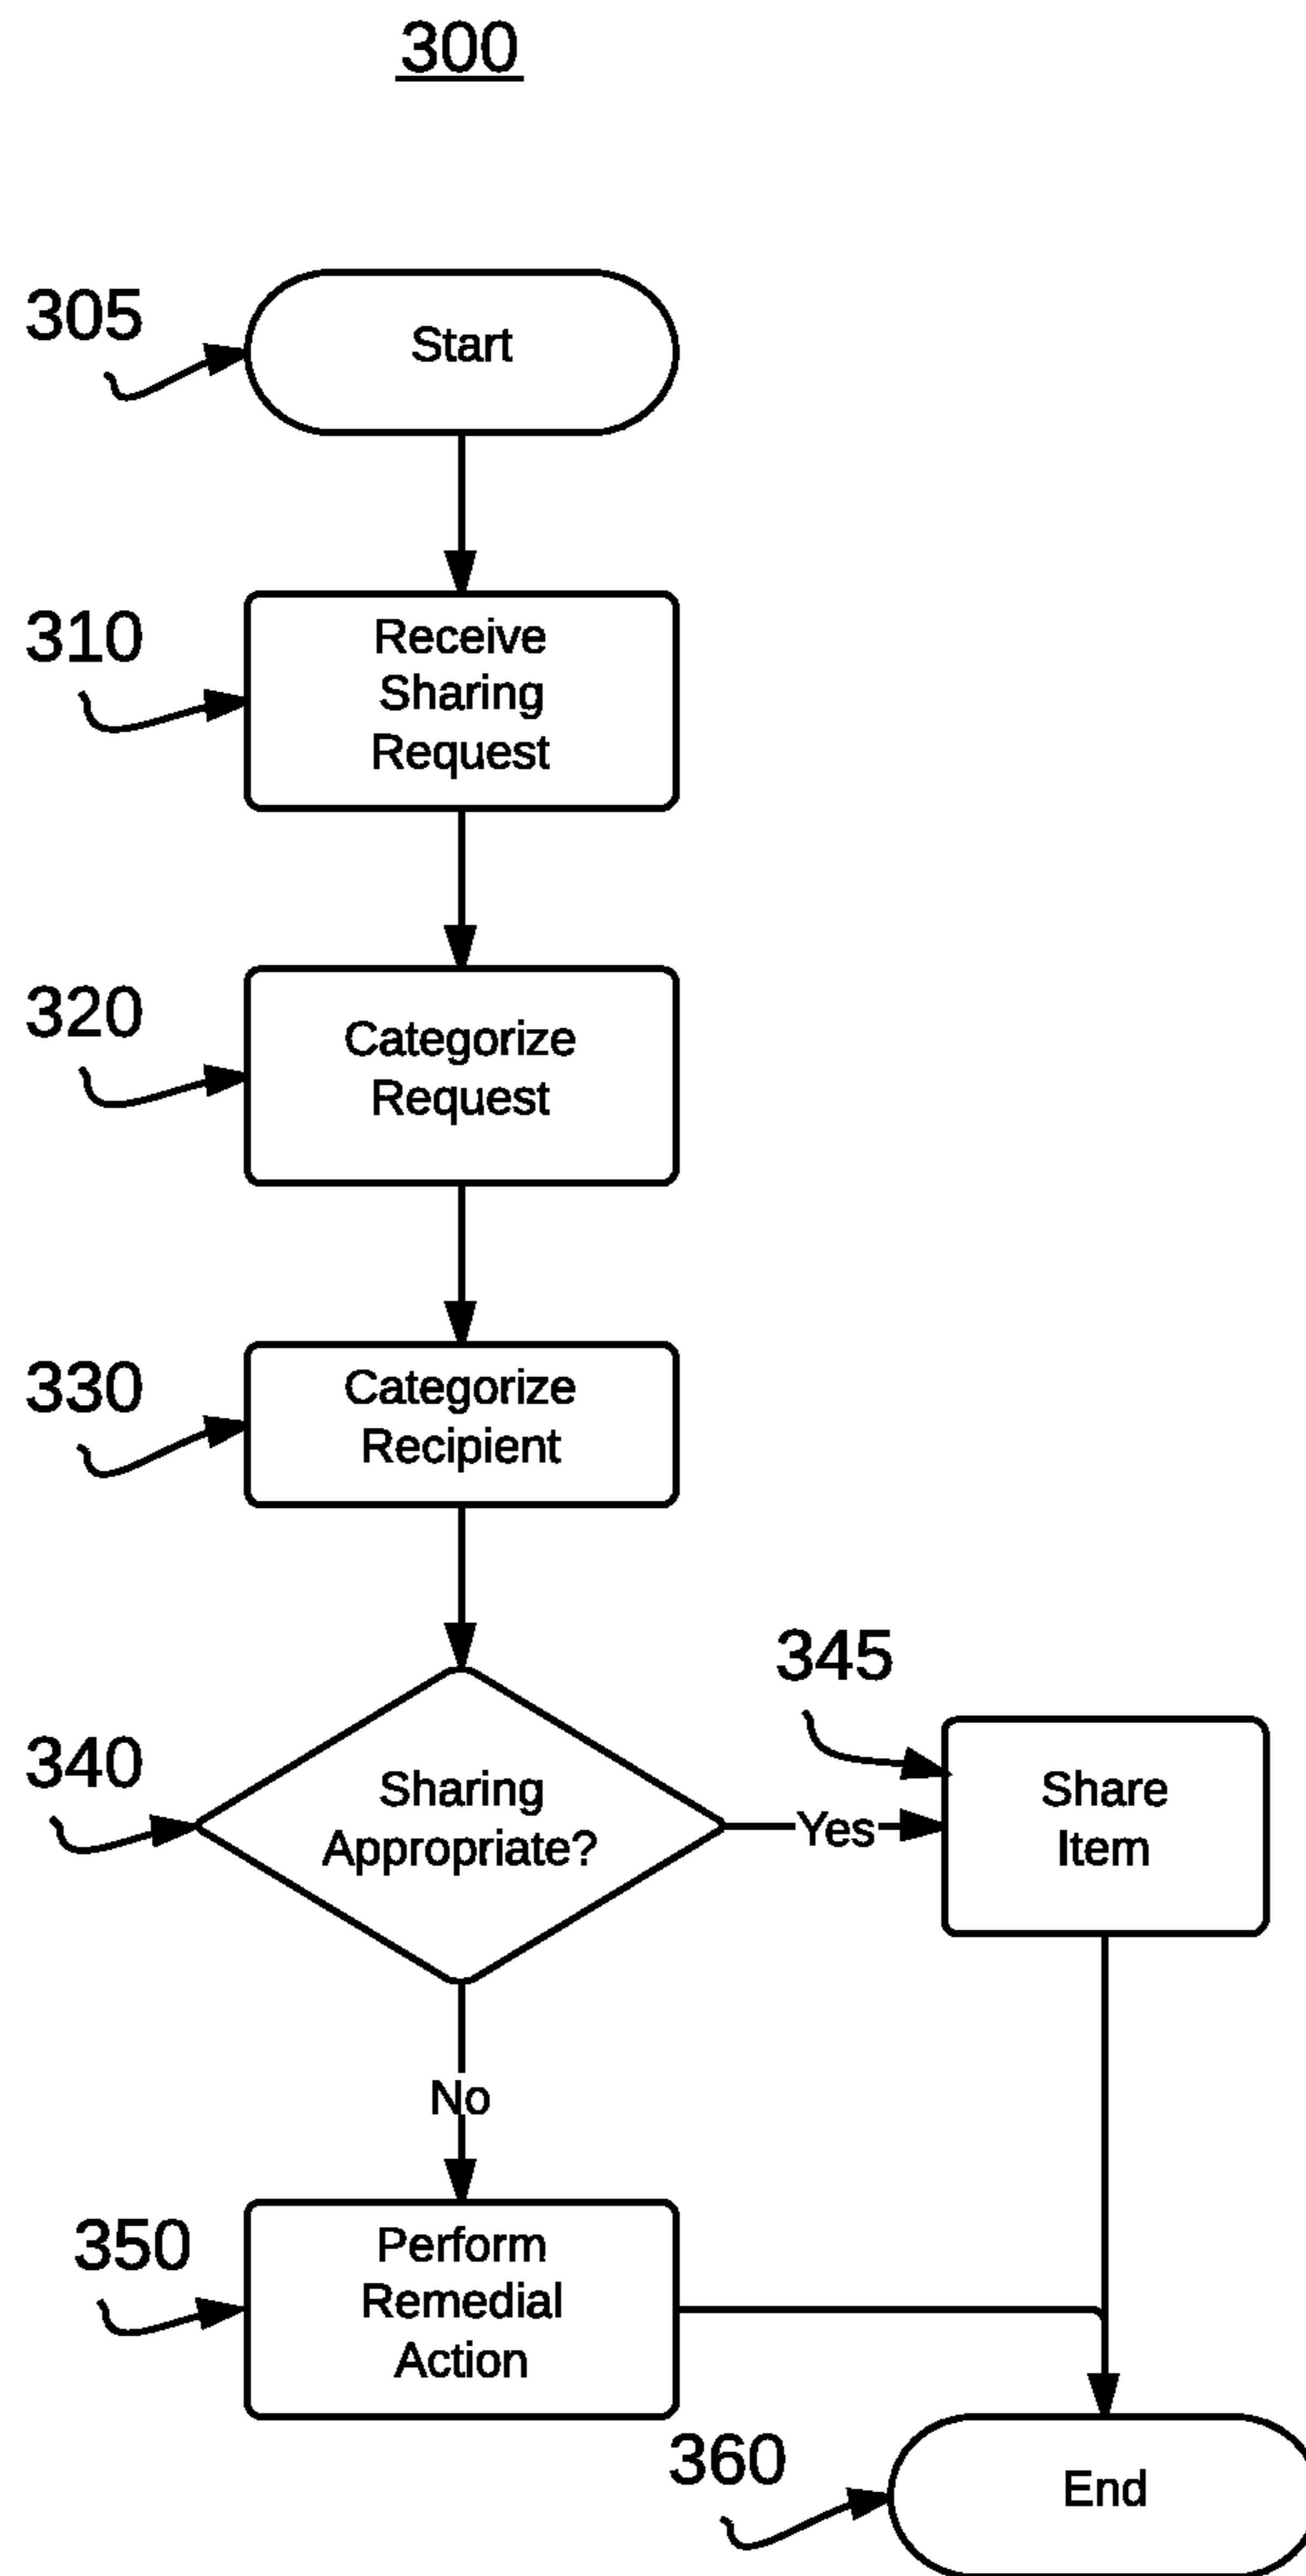 300
305
Start
310
Receive
Sharing
Request
320
Categorize
Request
330
Categorize
Recipient
345
340
Sharing
Appropriate?
Yes
Share
Item
No
350
Perform
Remedial
Action
360
End